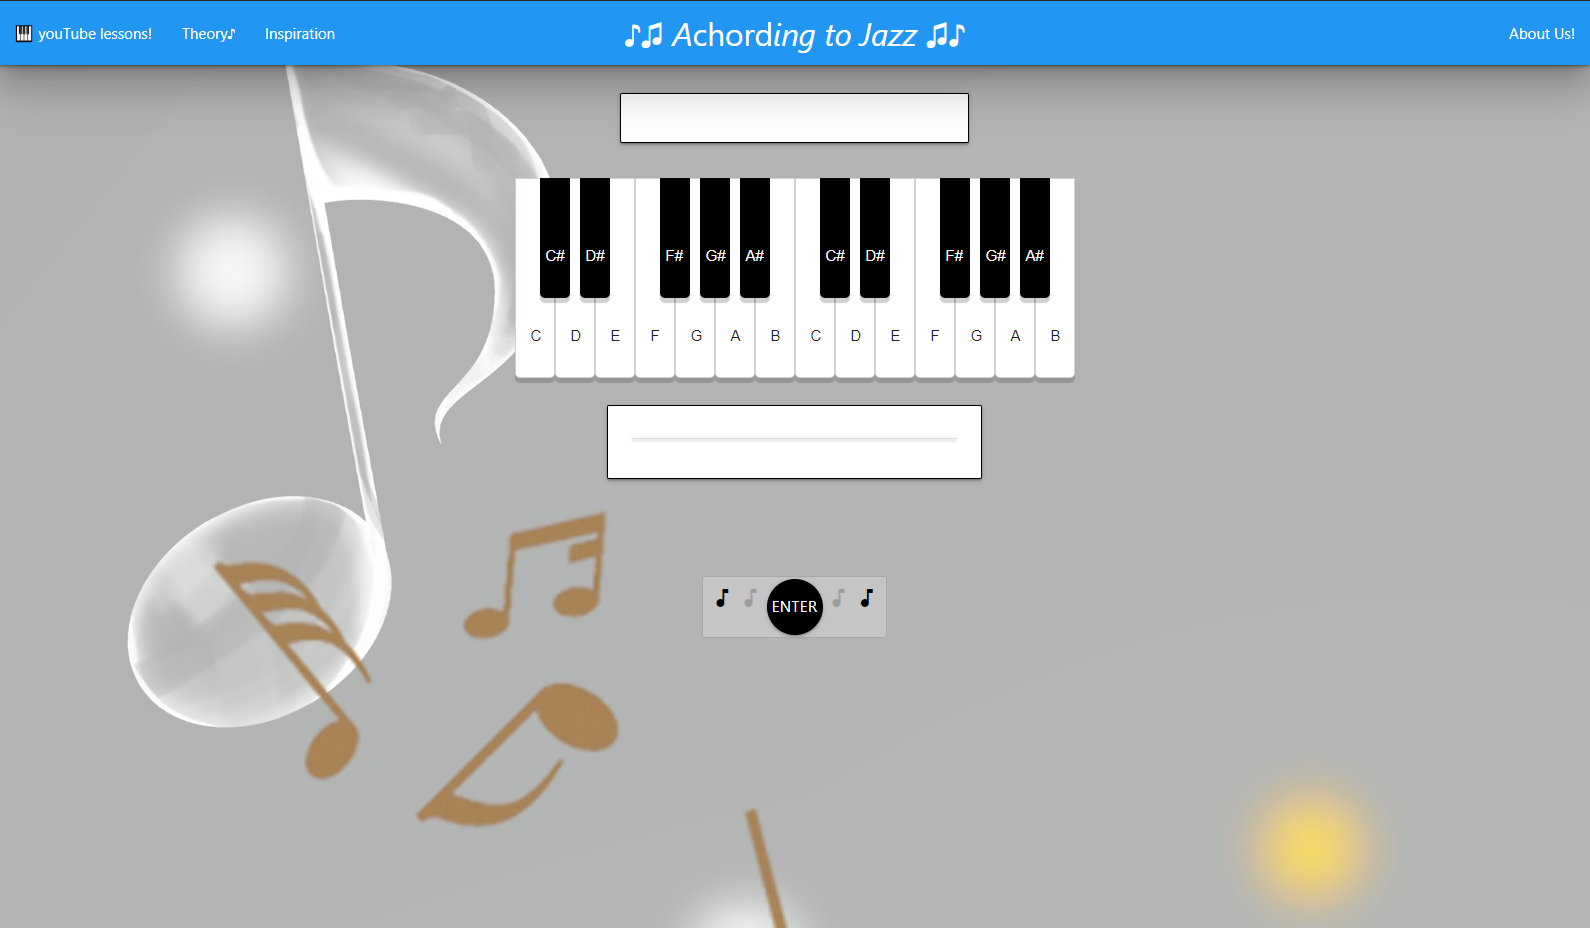 youTube lessons! Theory♪ Inspiration ♪♫ Achording to Jazz ♫♪ About Us!
C# D# F# G# A# C# D# F# G# A#
C D E F G A B C D E F G A B
♪ ♪ ENTER ♪ ♪